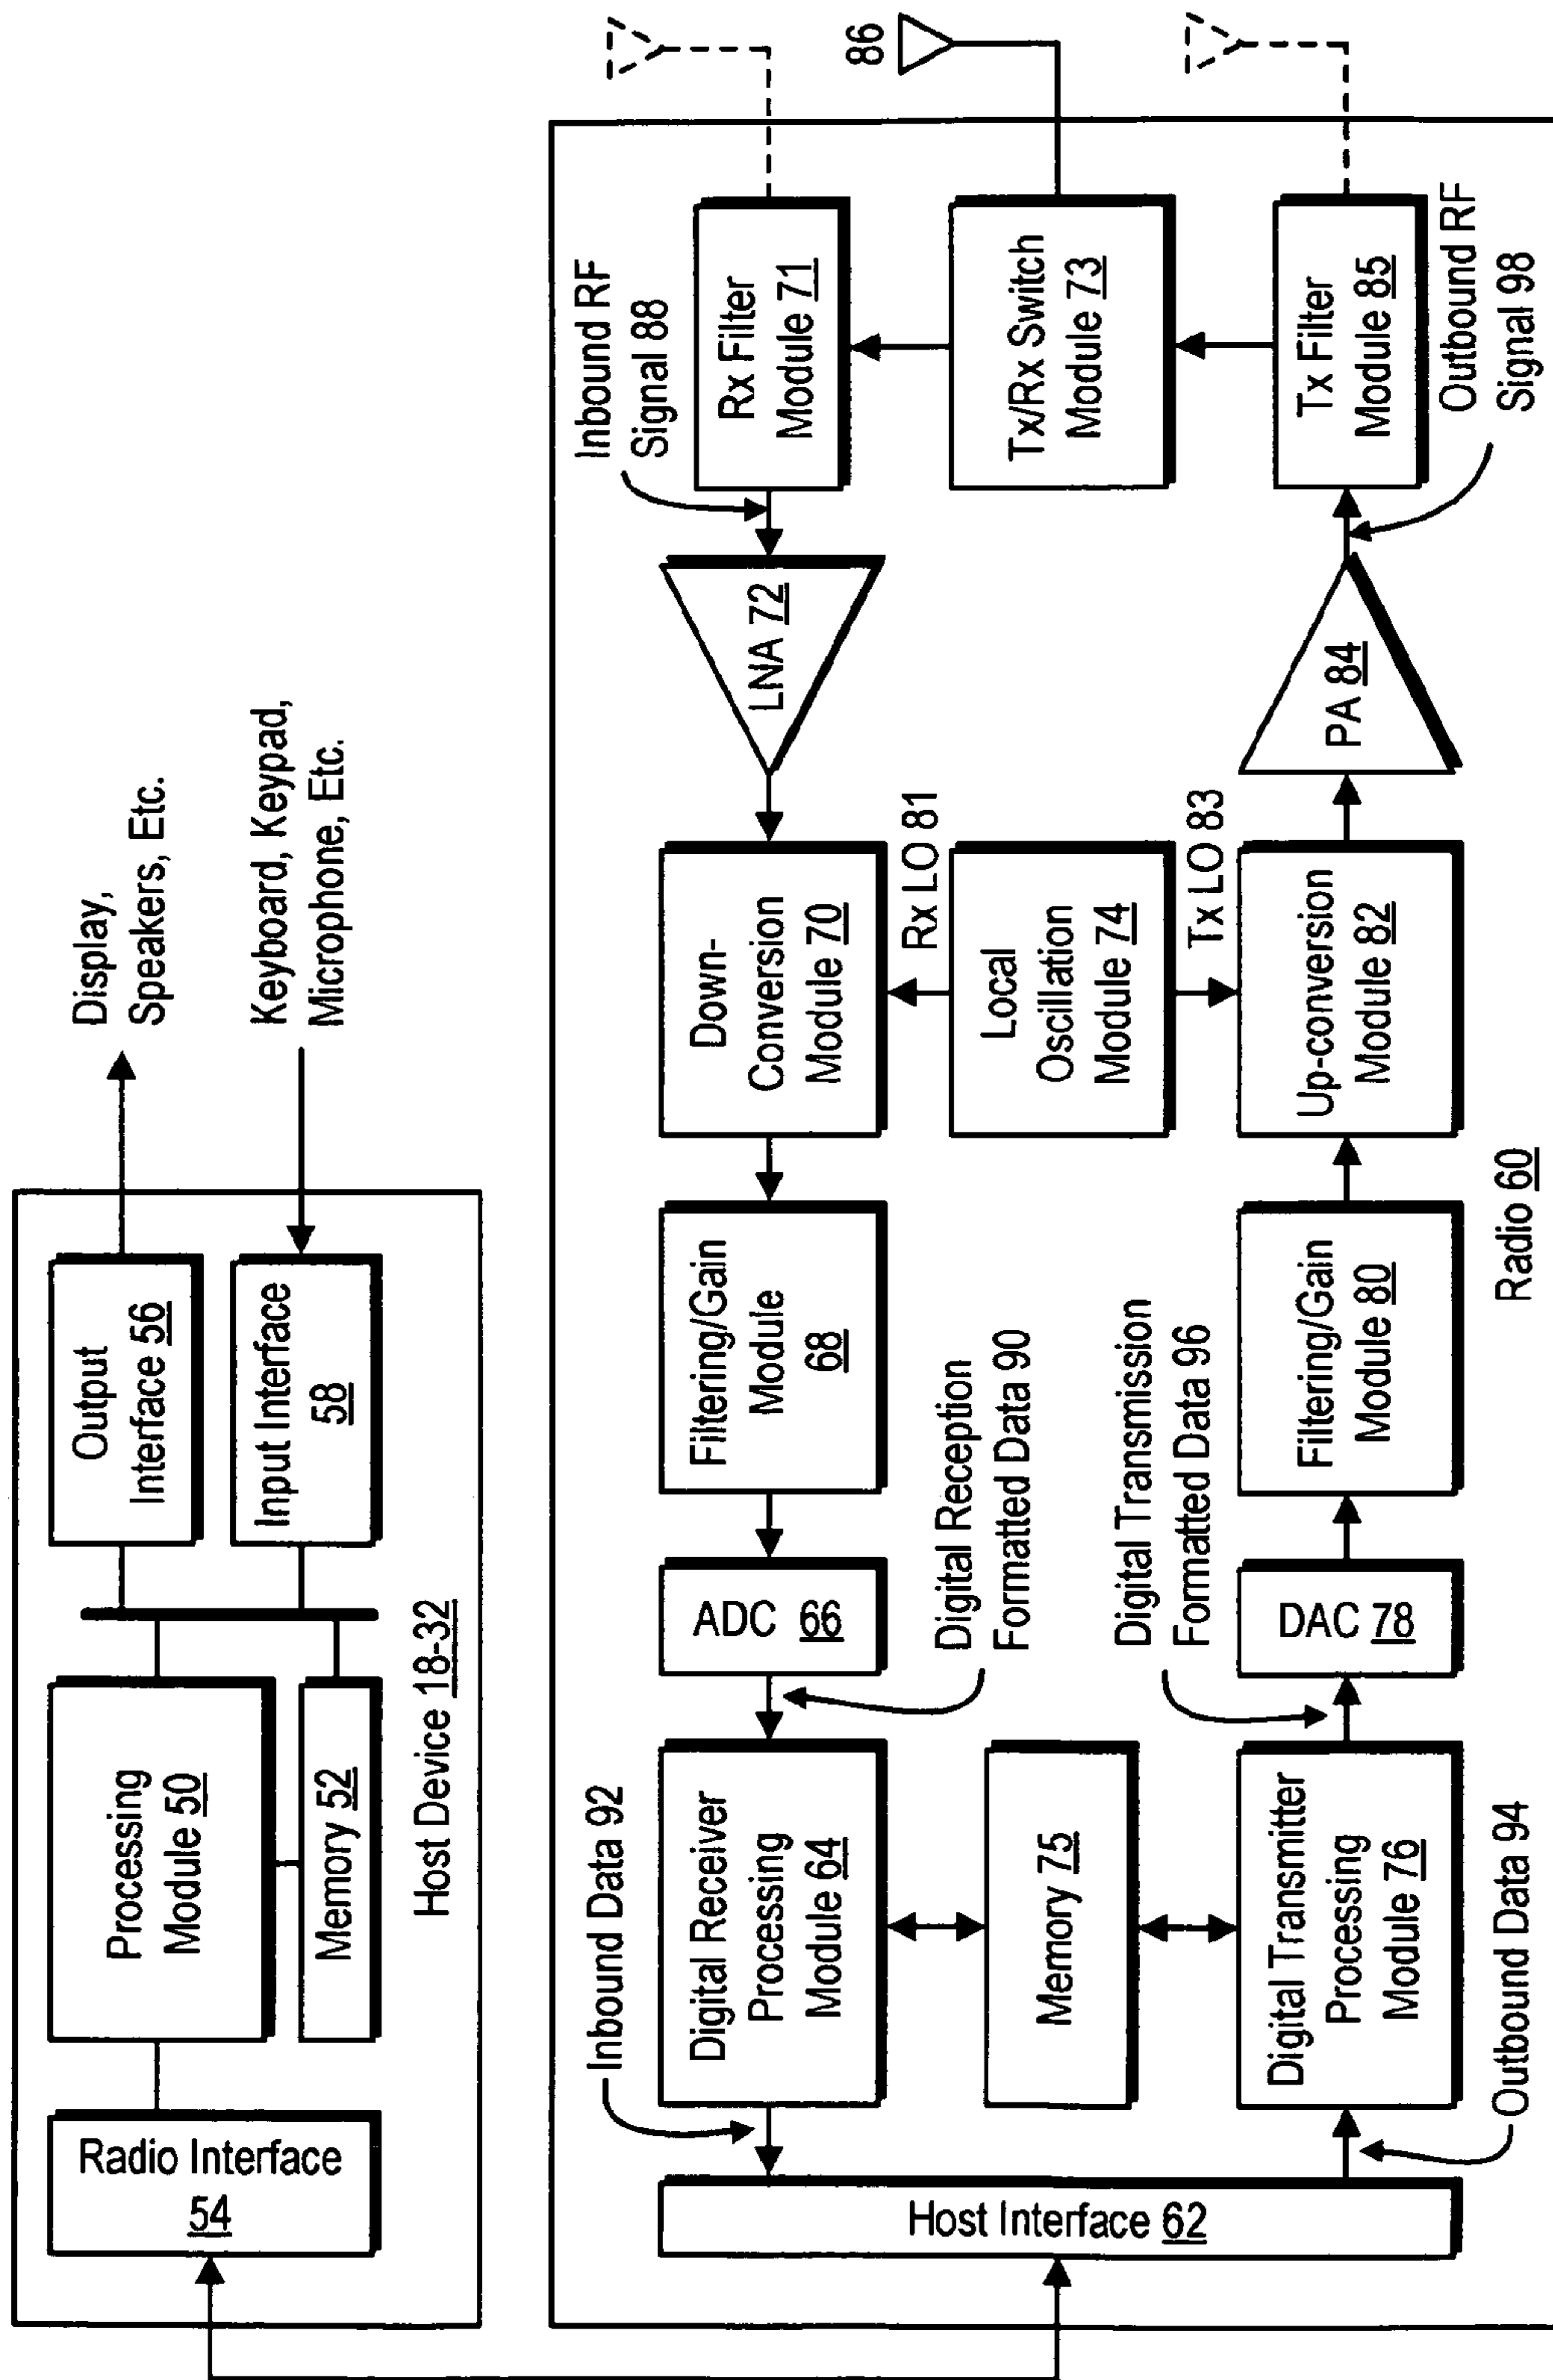 Display,
Speakers, Etc.
Keyboard, Keypad,
Microphone, Etc.
Radio Interface
54
Processing
Module 50
Memory 52
Output
Interface 56
Input Interface
58
Host Device 18-32
Host Interface 62
Inbound Data 92
Digital Receiver
Processing
Module 64
ADC 66
Digital Reception
Formatted Data 90
Filtering/Gain
Module
68
Down-
Conversion
Module 70
LNA 72
Inbound RF
Signal 88
Rx Filter
Module 71
86
Memory 75
Rx LO 81
Local
Oscillation
Module 74
Tx LO 83
Tx/Rx Switch
Module 73
Outbound Data 94
Digital Transmitter
Processing
Module 76
Digital Transmission
Formatted Data 96
DAC 78
Filtering/Gain
Module 80
Up-conversion
Module 82
PA 84
Tx Filter
Module 85
Outbound RF
Signal 98
Radio 60